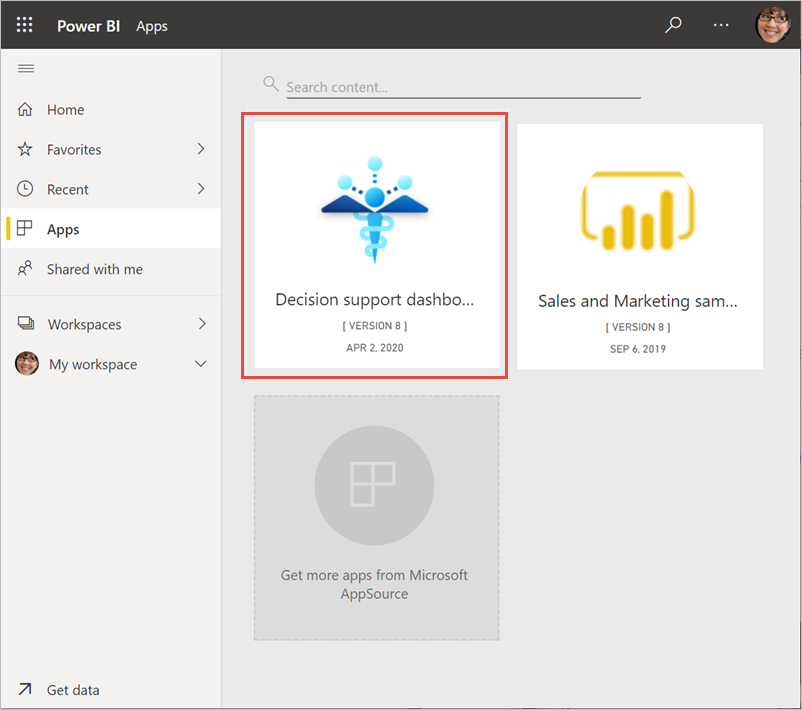 Power BI Apps
Search content...
Home
Favorites
Recent
Apps
Shared with me
Workspaces
My workspace
Get data
Decision support dashbo...
[ VERSION 8 ]
APR 2, 2020
Sales and Marketing sam...
[ VERSION 8 ]
SEP 6, 2019
Get more apps from Microsoft
AppSource